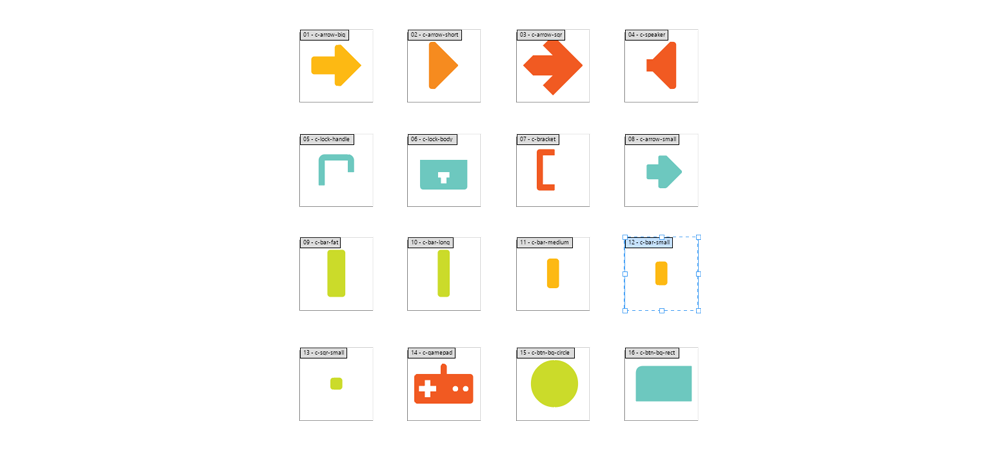 01 - c-arrow-big
02 - c-arrow-short
03 - c-arrow-sqr
04 - c-speaker
05 - c-lock-handle
06 - c-lock-body
07 - c-bracket
08 - c-arrow-small
09 - c-bar-fat
10 - c-bar-long
11 - c-bar-medium
12 - c-bar-small
13 - c-sqr-small
14 - c-gamepad
15 - c-btn-bg-circle
16 - c-btn-bg-rect